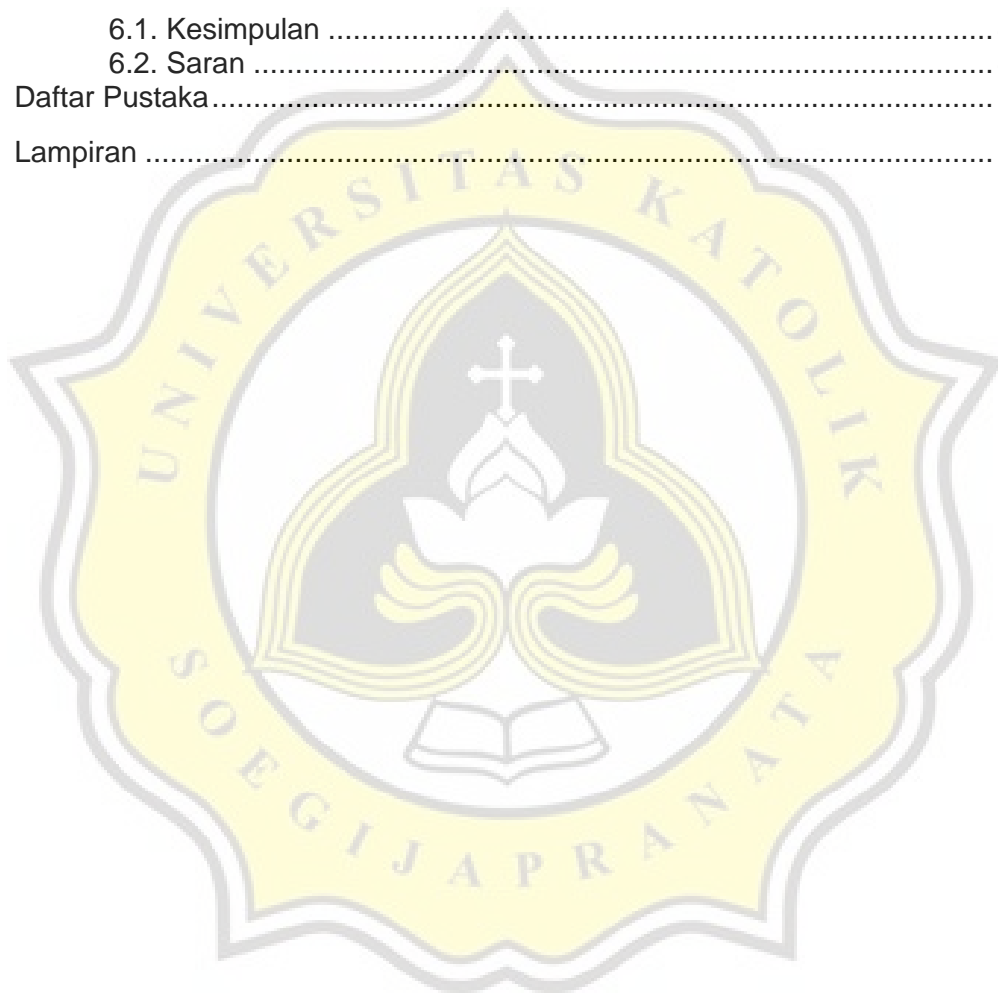 6.1. Kesimpulan ................................................................................
6.2. Saran .........................................................................................
Daftar Pustaka..............................................................................................
Lampiran ......................................................................................................
UNIVERSITAS KATOLIK
SOEGIJAPRANATA